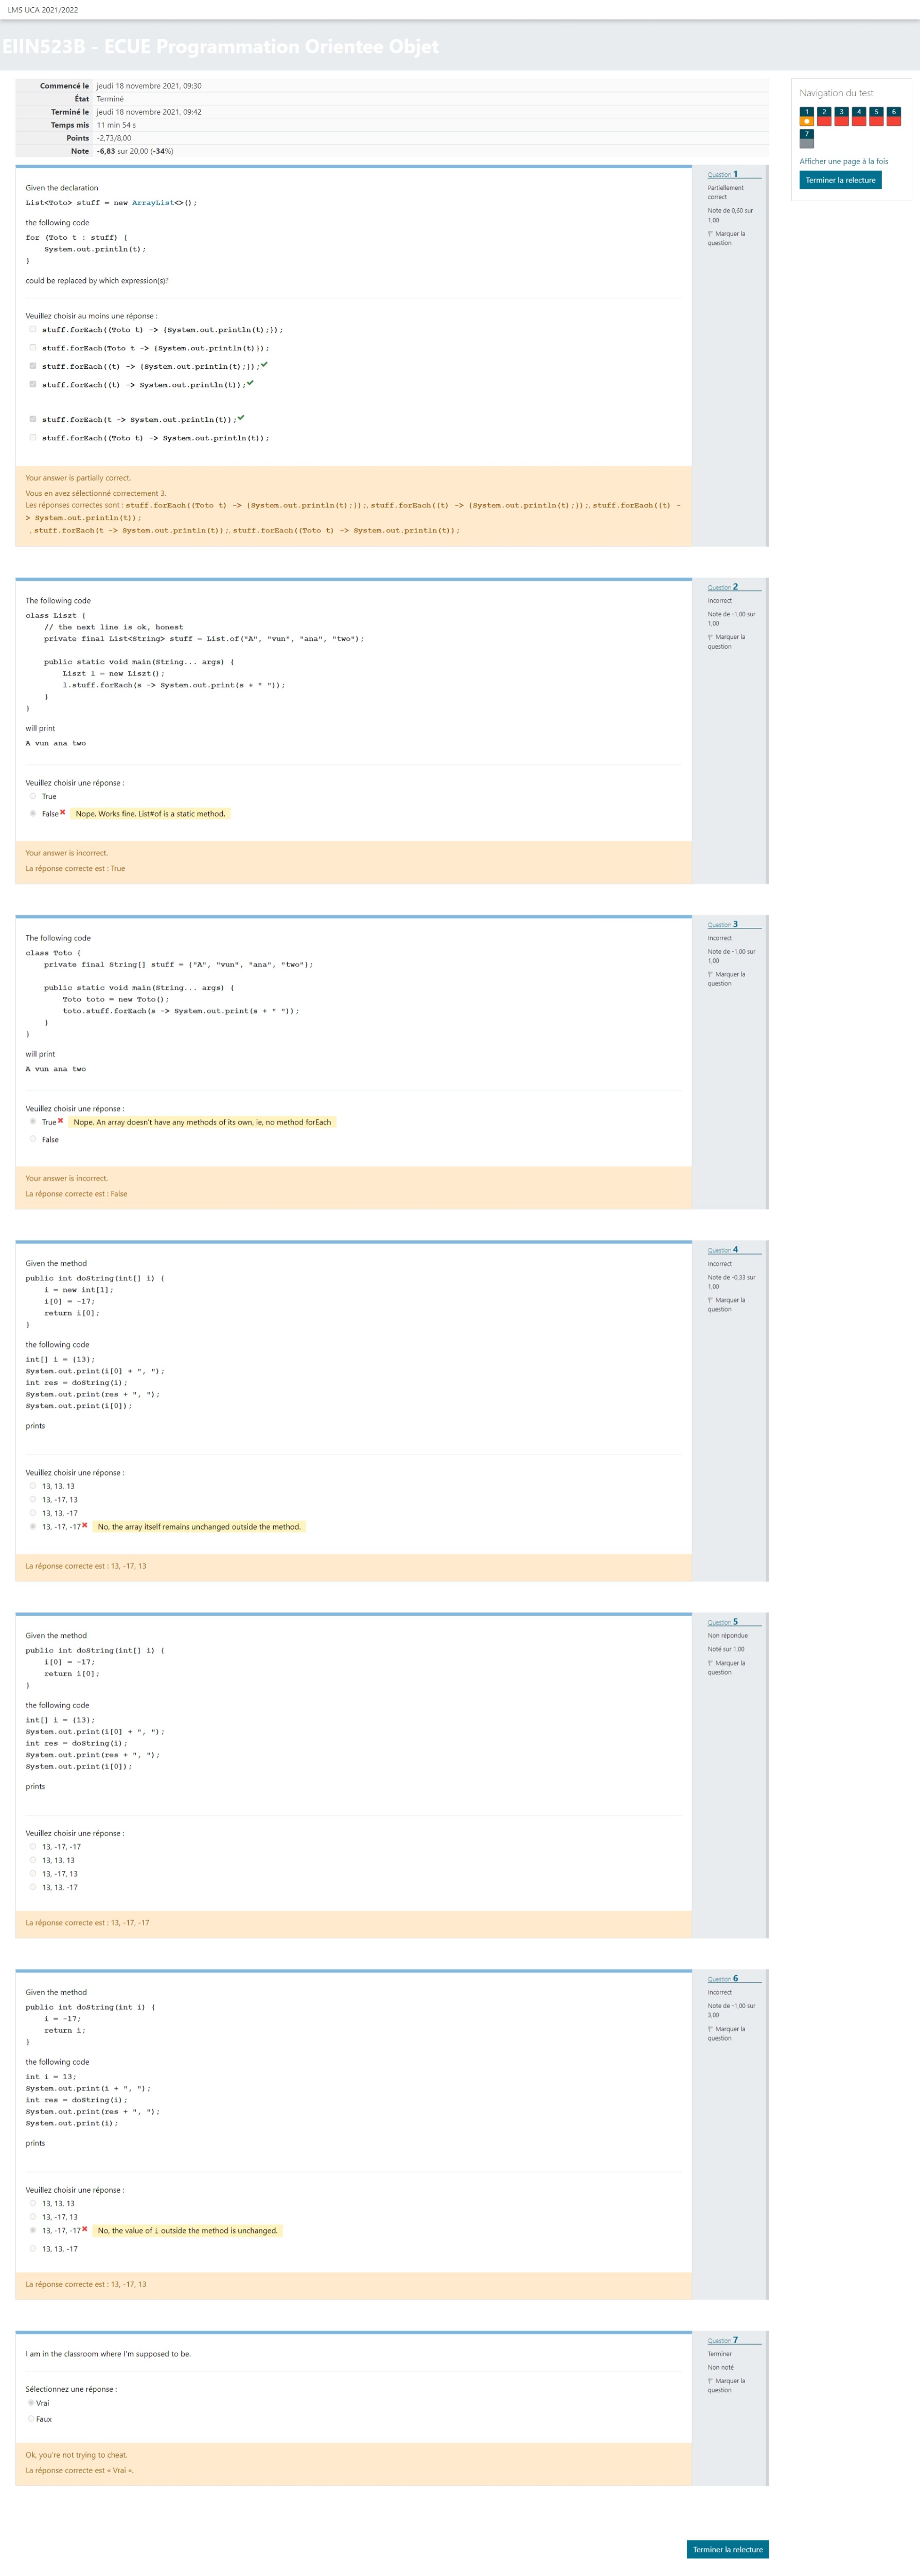 LMS UCA 2021/2022
EIIN523B - ECUE Programmation Orientee Objet
Commencé le jeudi 18 novembre 2021, 09:30
État Terminé
Terminé le jeudi 18 novembre 2021, 09:42
Temps mis 11 min 54 s
Points -2,73/8,00
Note -6,83 sur 20,00 (-34%)
Navigation du test
1 2 3 4 5 6
7
Afficher une page à la fois
Terminer la relecture
Question 1
Partiellement
correct
Note de 0,60 sur
1,00
Marquer la
question
Given the declaration
List<Toto> stuff = new ArrayList<>();
the following code
for (Toto t : stuff) {
System.out.println(t);
}
could be replaced by which expression(s)?
Veuillez choisir au moins une réponse :
stuff.forEach((Toto t) -> {System.out.println(t);});
stuff.forEach(Toto t -> {System.out.println(t)});
stuff.forEach((t) -> {System.out.println(t);});
stuff.forEach((t) -> System.out.println(t));
stuff.forEach(t -> System.out.println(t));
stuff.forEach((Toto t) -> System.out.println(t));
Your answer is partially correct.
Vous en avez sélectionné correctement 3.
Les réponses correctes sont : stuff.forEach((Toto t) -> {System.out.println(t);});, stuff.forEach((t) -> {System.out.println(t);});, stuff.forEach((t) -
> System.out.println(t));
, stuff.forEach(t -> System.out.println(t));, stuff.forEach((Toto t) -> System.out.println(t));
Question 2
Incorrect
Note de -1,00 sur
1,00
Marquer la
question
The following code
class Liszt {
// the next line is ok, honest
private final List<String> stuff = List.of("A", "vun", "ana", "two");
public static void main(String... args) {
Liszt l = new Liszt();
l.stuff.forEach(s -> System.out.print(s + " "));
}
}
will print
A vun ana two
Veuillez choisir une réponse :
True
False Nope. Works fine. List#of is a static method.
Your answer is incorrect.
La réponse correcte est : True
Question 3
Incorrect
Note de -1,00 sur
1,00
Marquer la
question
The following code
class Toto {
private final String[] stuff = {"A", "vun", "ana", "two"};
public static void main(String... args) {
Toto toto = new Toto();
toto.stuff.forEach(s -> System.out.print(s + " "));
}
}
will print
A vun ana two
Veuillez choisir une réponse :
True Nope. An array doesn't have any methods of its own, ie, no method forEach
False
Your answer is incorrect.
La réponse correcte est : False
Question 4
Incorrect
Note de -0,33 sur
1,00
Marquer la
question
Given the method
public int doString(int[] i) {
i = new int[1];
i[0] = -17;
return i[0];
}
the following code
int[] i = {13};
System.out.print(i[0] + ", ");
int res = doString(i);
System.out.print(res + ", ");
System.out.print(i[0]);
prints
Veuillez choisir une réponse :
13, 13, 13
13, -17, 13
13, 13, -17
13, -17, -17 No, the array itself remains unchanged outside the method.
La réponse correcte est : 13, -17, 13
Question 5
Non répondue
Noté sur 1,00
Marquer la
question
Given the method
public int doString(int[] i) {
i[0] = -17;
return i[0];
}
the following code
int[] i = {13};
System.out.print(i[0] + ", ");
int res = doString(i);
System.out.print(res + ", ");
System.out.print(i[0]);
prints
Veuillez choisir une réponse :
13, -17, -17
13, 13, 13
13, -17, 13
13, 13, -17
La réponse correcte est : 13, -17, -17
Question 6
Incorrect
Note de -1,00 sur
3,00
Marquer la
question
Given the method
public int doString(int i) {
i = -17;
return i;
}
the following code
int i = 13;
System.out.print(i + ", ");
int res = doString(i);
System.out.print(res + ", ");
System.out.print(i);
prints
Veuillez choisir une réponse :
13, 13, 13
13, -17, 13
13, -17, -17 No, the value of i outside the method is unchanged.
13, 13, -17
La réponse correcte est : 13, -17, 13
Question 7
Terminer
Non noté
Marquer la
question
I am in the classroom where I'm supposed to be.
Sélectionnez une réponse :
Vrai
Faux
Ok, you're not trying to cheat.
La réponse correcte est « Vrai ».
Terminer la relecture